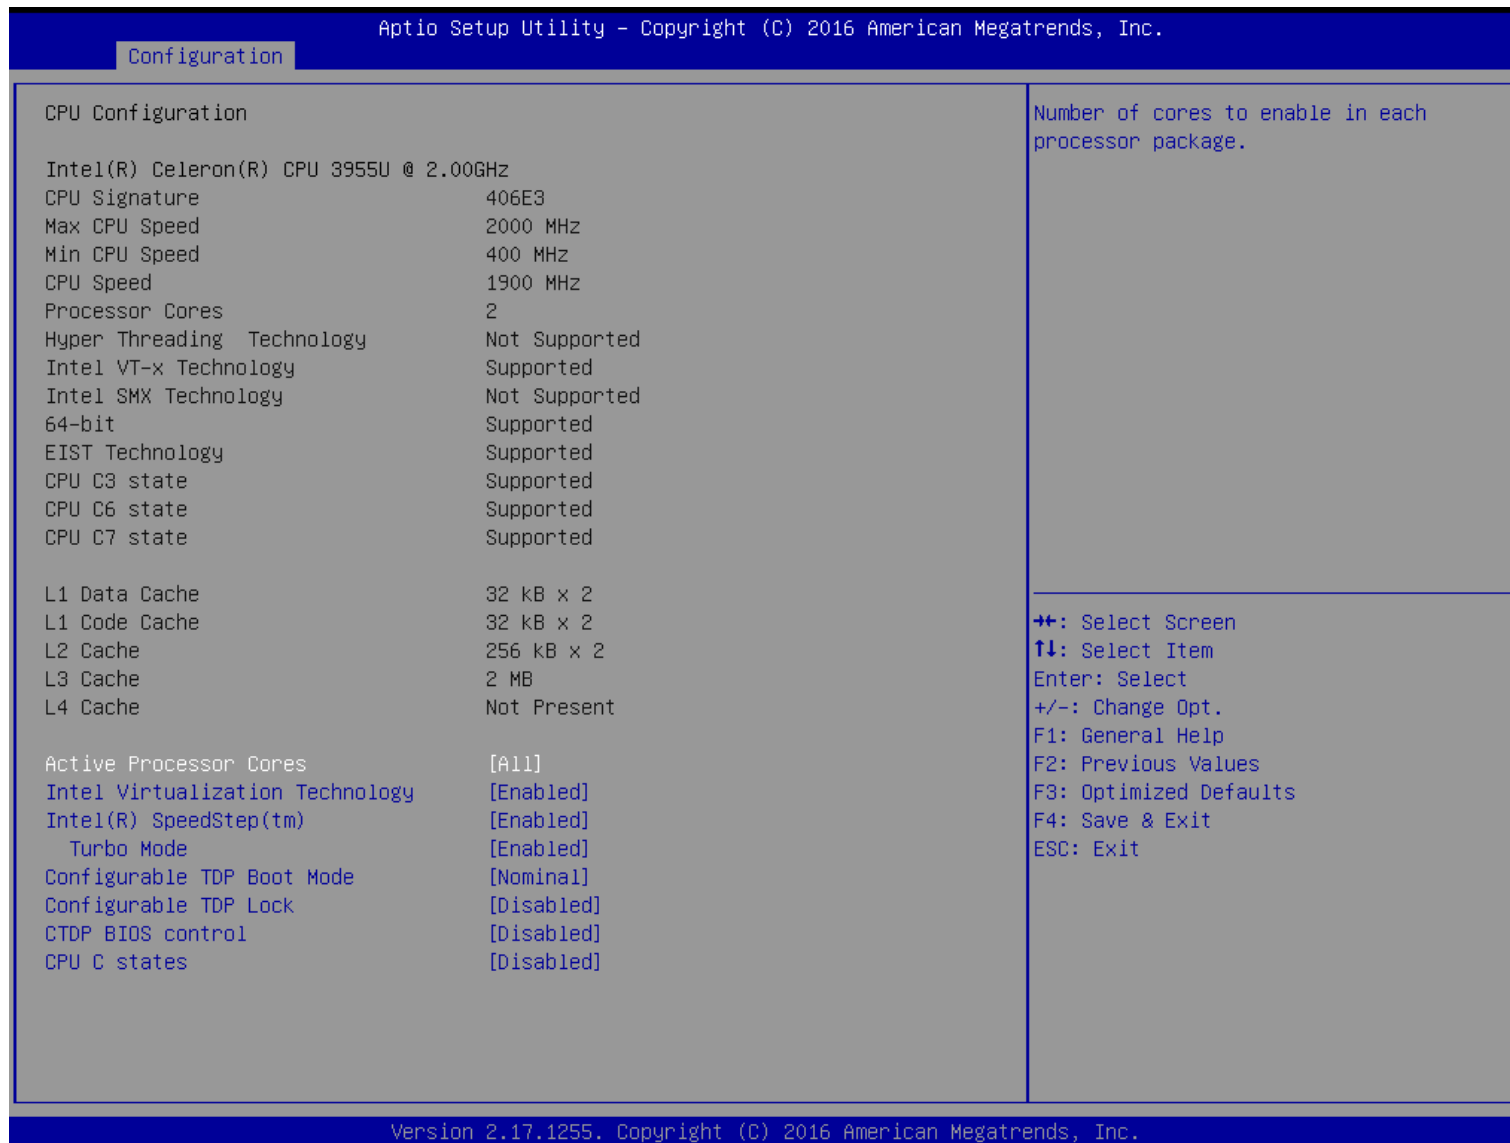 Aptio Setup Utility - Copyright (C) 2016 American Megatrends, Inc.
Configuration
CPU Configuration
Intel(R) Celeron(R) CPU 3955U @ 2.00GHz
CPU Signature 406E3
Max CPU Speed 2000 MHz
Min CPU Speed 400 MHz
CPU Speed 1900 MHz
Processor Cores 2
Hyper Threading Technology Not Supported
Intel VT-x Technology Supported
Intel SMX Technology Not Supported
64-bit Supported
EIST Technology Supported
CPU C3 state Supported
CPU C6 state Supported
CPU C7 state Supported
L1 Data Cache 32 kB x 2
L1 Code Cache 32 kB x 2
L2 Cache 256 kB x 2
L3 Cache 2 MB
L4 Cache Not Present
Active Processor Cores [All]
Intel Virtualization Technology [Enabled]
Intel(R) SpeedStep(tm) [Enabled]
Turbo Mode [Enabled]
Configurable TDP Boot Mode [Nominal]
Configurable TDP Lock [Disabled]
CTDP BIOS control [Disabled]
CPU C states [Disabled]
Number of cores to enable in each
processor package.
→←: Select Screen
↑↓: Select Item
Enter: Select
+/-: Change Opt.
F1: General Help
F2: Previous Values
F3: Optimized Defaults
F4: Save & Exit
ESC: Exit
Version 2.17.1255. Copyright (C) 2016 American Megatrends, Inc.